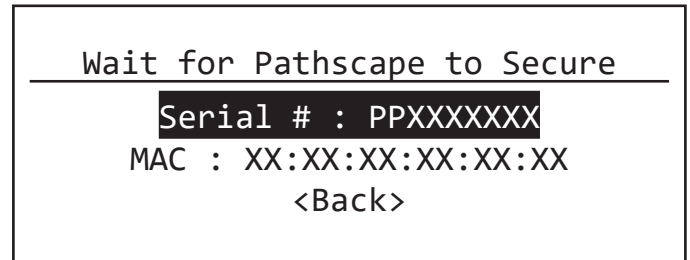 Wait for Pathscape to Secure
Serial # : PPXXXXXXX
MAC : XX:XX:XX:XX:XX:XX
<Back>